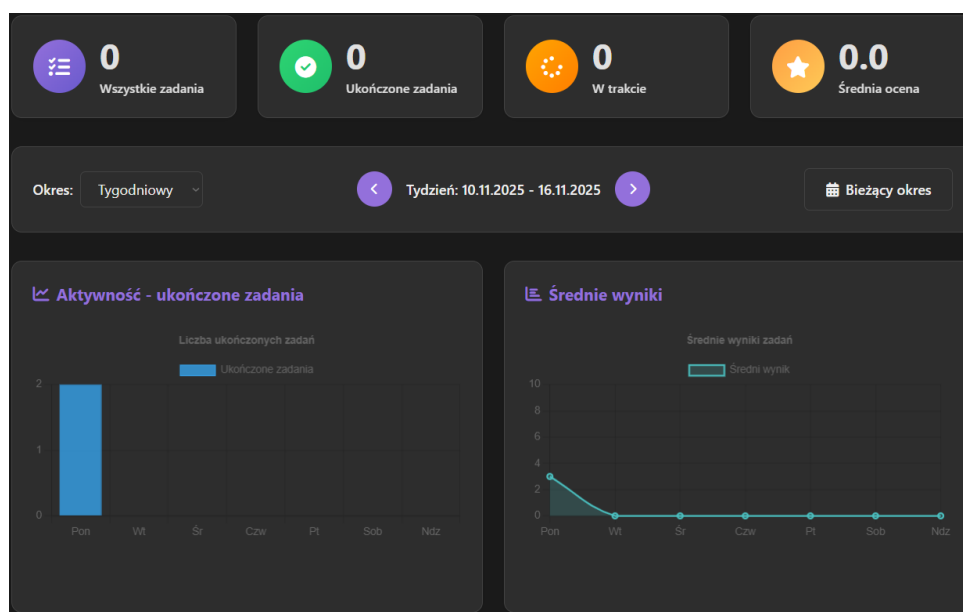 0
Wszystkie zadania
0
Ukończone zadania
0
W trakcie
0.0
Średnia ocena
Okres:
Tygodniowy
Tydzień: 10.11.2025 - 16.11.2025
Bieżący okres
Aktywność - ukończone zadania
Liczba ukończonych zadań
Ukończone zadania
2
1
0
Pon Wt Śr Czw Pt Sob Ndz
Średnie wyniki
Średnie wyniki zadań
Średni wynik
10
8
6
4
2
0
Pon Wt Śr Czw Pt Sob Ndz